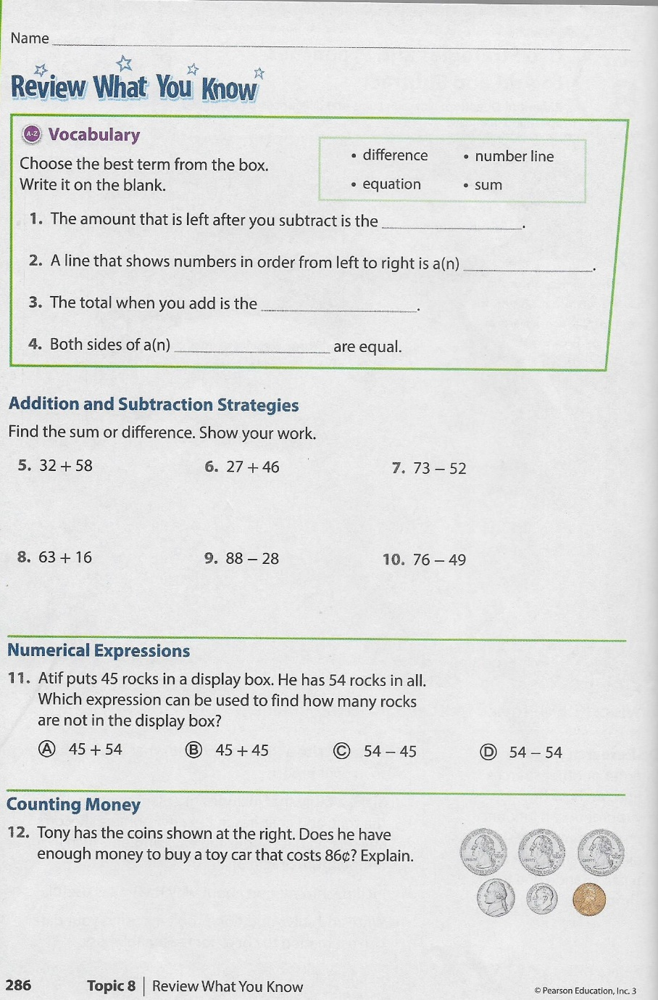 Name
Review What You Know
A-Z Vocabulary
Choose the best term from the box.
Write it on the blank.
• difference • number line
• equation • sum
1. The amount that is left after you subtract is the ____________.
2. A line that shows numbers in order from left to right is a(n) ____________.
3. The total when you add is the ____________.
4. Both sides of a(n) ____________ are equal.
Addition and Subtraction Strategies
Find the sum or difference. Show your work.
5. 32 + 58 6. 27 + 46 7. 73 – 52
8. 63 + 16 9. 88 – 28 10. 76 – 49
Numerical Expressions
11. Atif puts 45 rocks in a display box. He has 54 rocks in all.
Which expression can be used to find how many rocks
are not in the display box?
Ⓐ 45 + 54 Ⓑ 45 + 45 Ⓒ 54 – 45 Ⓓ 54 – 54
Counting Money
12. Tony has the coins shown at the right. Does he have
enough money to buy a toy car that costs 86¢? Explain.
286 Topic 8 | Review What You Know
© Pearson Education, Inc. 3